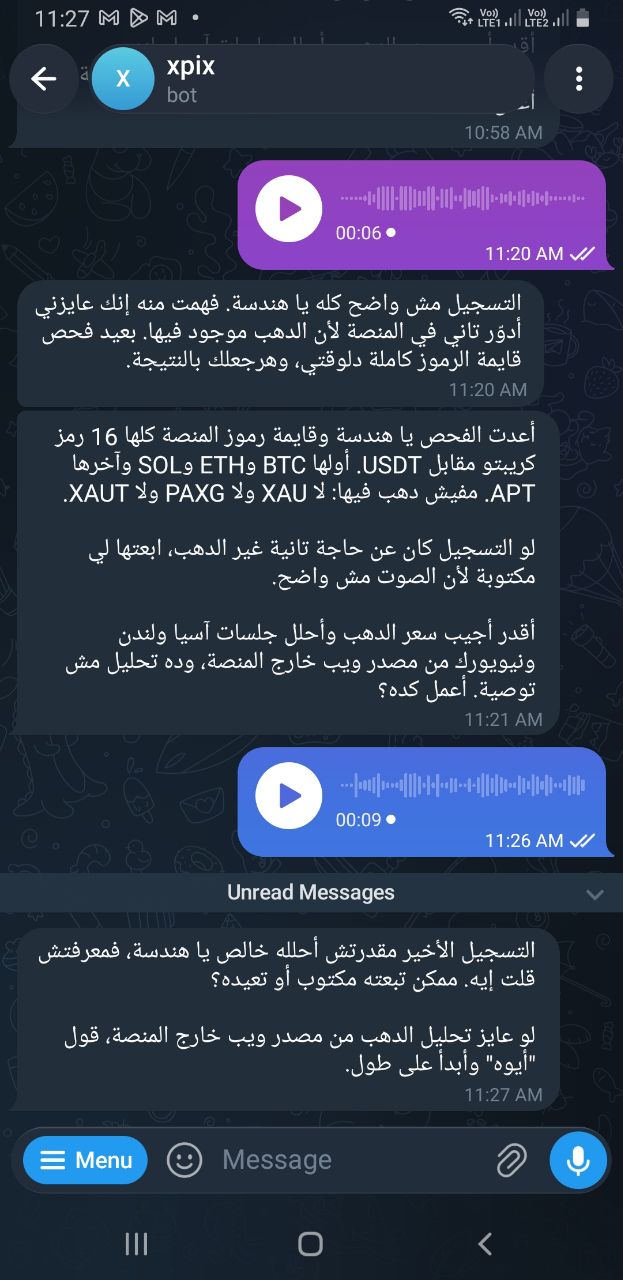 11:27
Vo)) LTE1 Vo)) LTE2
X
xpix
bot
10:58 AM
00:06
11:20 AM
التسجيل مش واضح كله يا هندسة. فهمت منه إنك عايزني
أدوّر تاني في المنصة لأن الدهب موجود فيها. بعيد فحص
قايمة الرموز كاملة دلوقتي، وهرجعلك بالنتيجة.
11:20 AM
أعدت الفحص يا هندسة وقايمة رموز المنصة كلها 16 رمز
كريبتو مقابل USDT. أولها BTC وETH وSOL وآخرها
APT. مفيش دهب فيها: لا XAU ولا PAXG ولا XAUT.
لو التسجيل كان عن حاجة تانية غير الدهب، ابعتها لي
مكتوبة لأن الصوت مش واضح.
أقدر أجيب سعر الدهب وأحلل جلسات آسيا ولندن
ونيويورك من مصدر ويب خارج المنصة، وده تحليل مش
توصية. أعمل كده؟
11:21 AM
00:09
11:26 AM
Unread Messages
التسجيل الأخير مقدرتش أحلله خالص يا هندسة، فمعرفتش
قلت إيه. ممكن تبعته مكتوب أو تعيده؟
لو عايز تحليل الدهب من مصدر ويب خارج المنصة، قول
"أيوه" وأبدأ على طول.
11:27 AM
Menu
Message